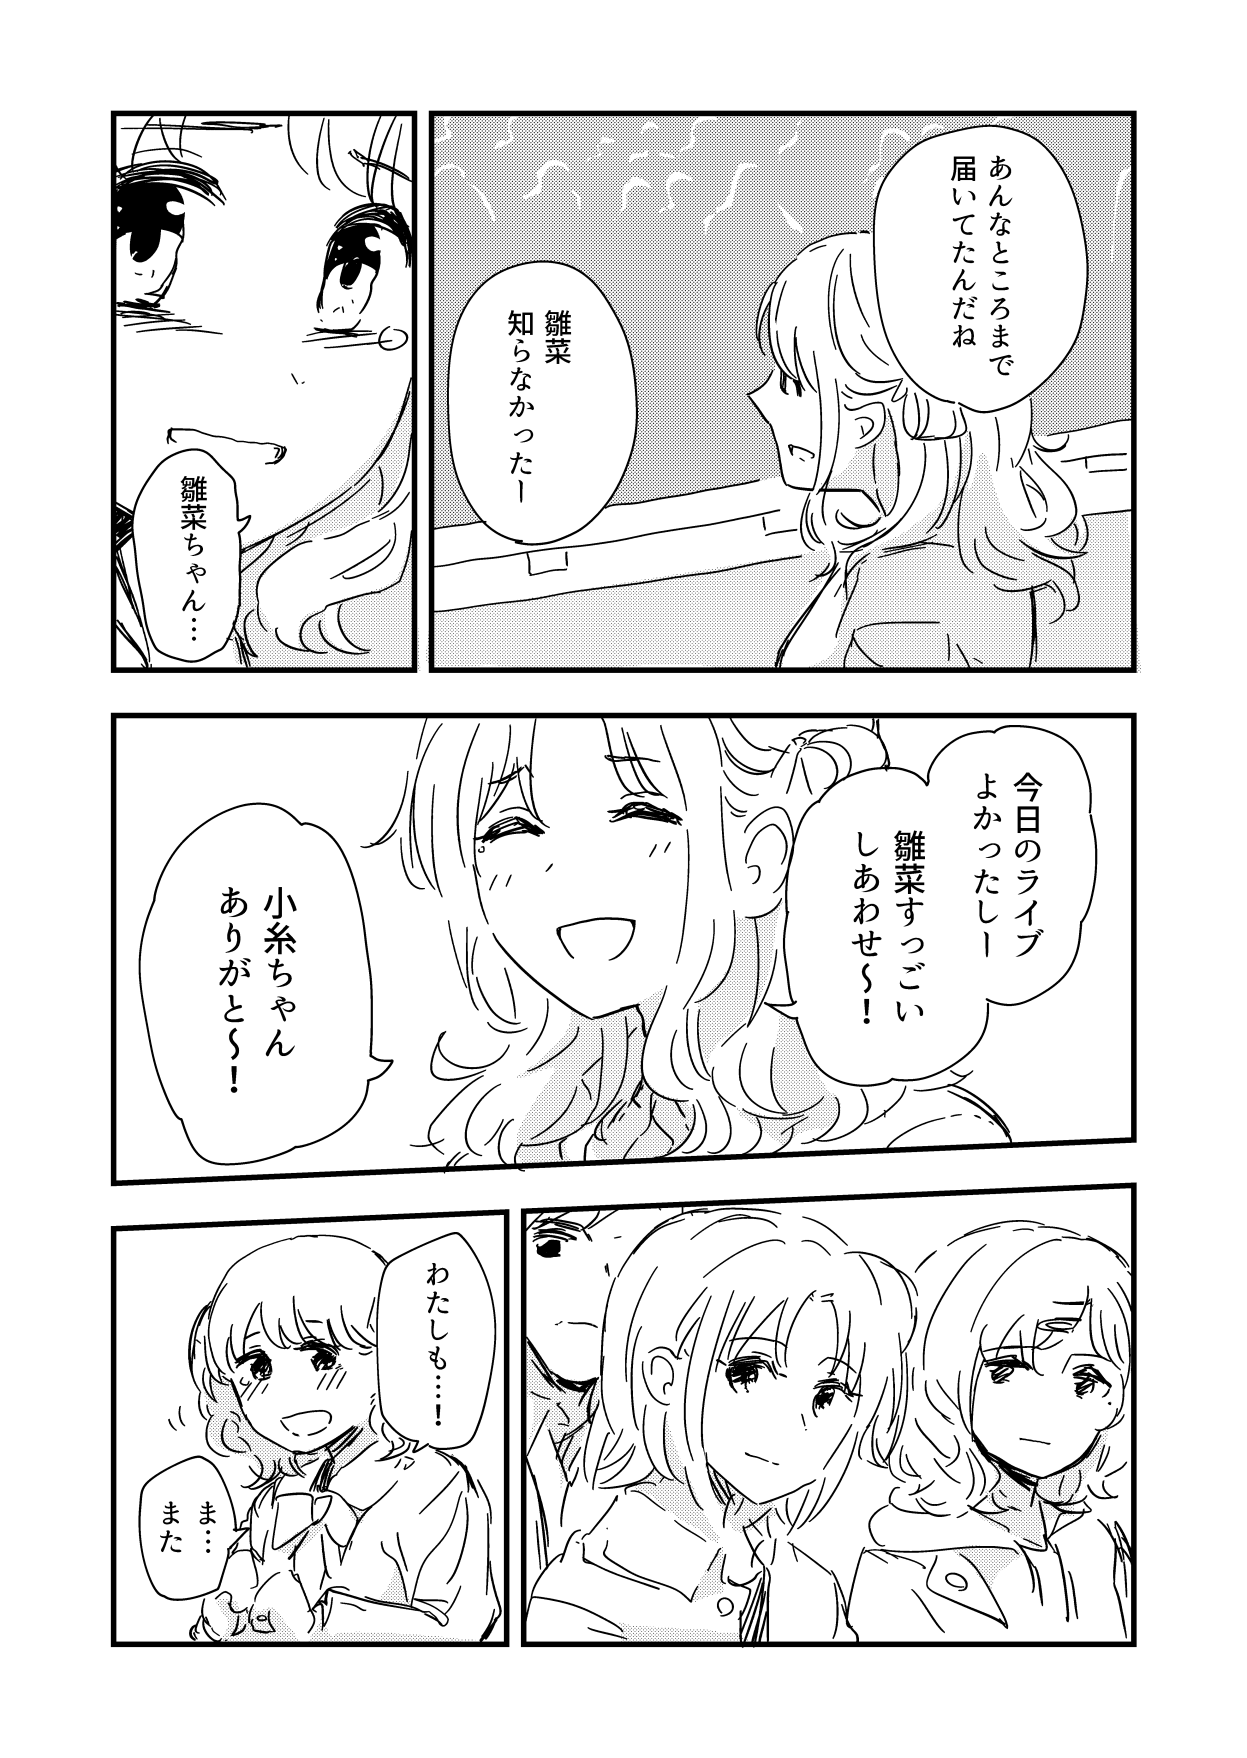 あんなところまで
届いてたんだね
雛菜
知らなかったー
雛菜ちゃん…
今日のライブ
よかったしー
雛菜すっごい
しあわせ～！
小糸ちゃん
ありがと～！
わたしも…！
ま…
また